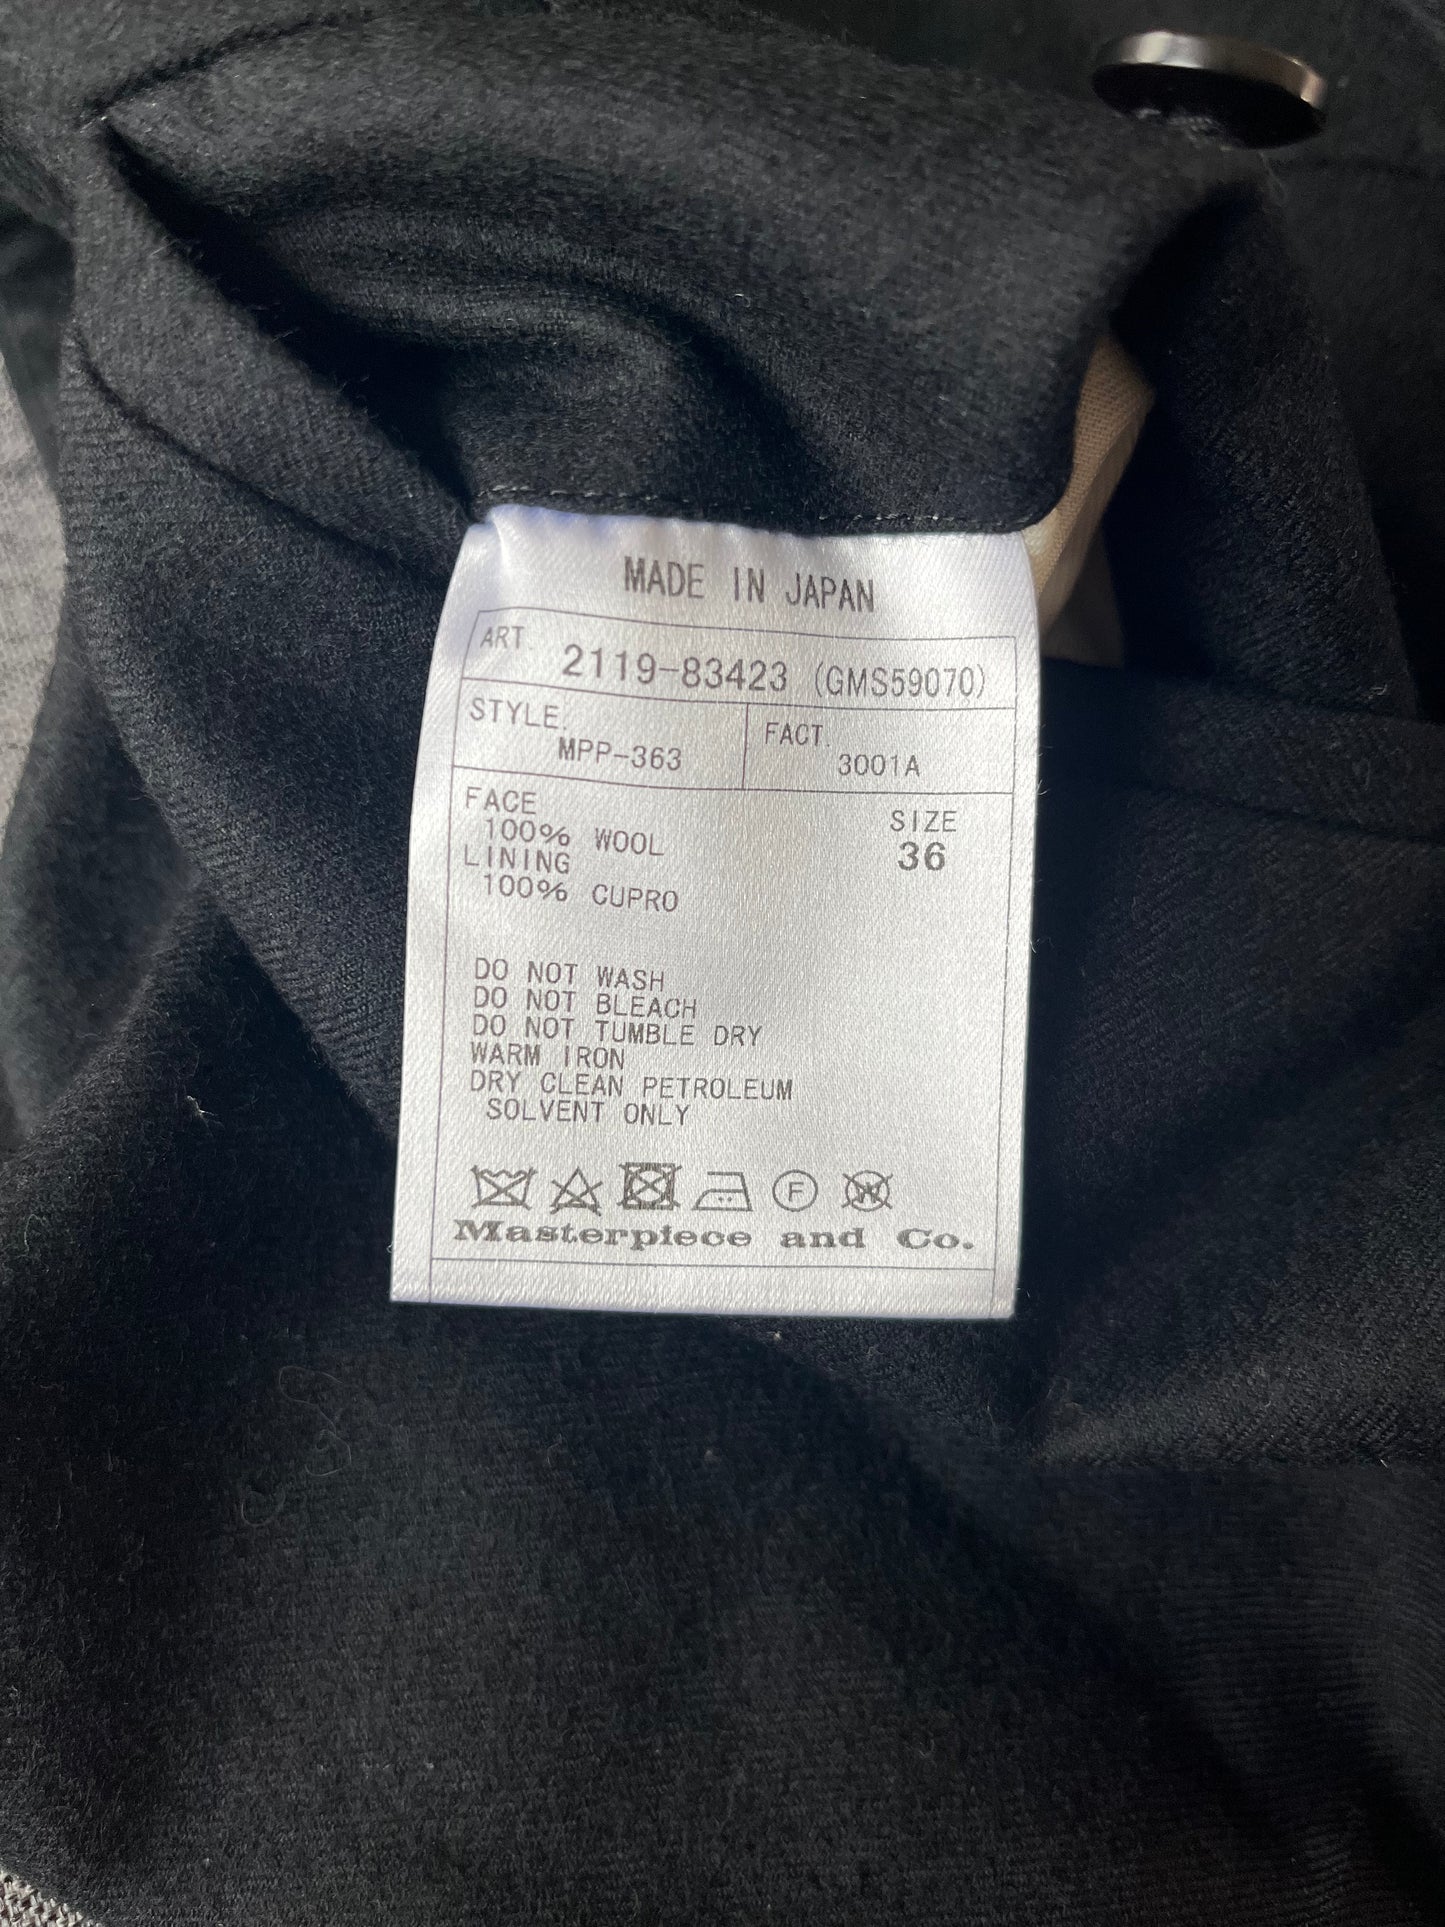 MADE IN JAPAN
ART 2119-83423 (GMS59070)
STYLE. FACT.
MPP-363 3001A
FACE SIZE
100% WOOL 36
LINING
100% CUPRO
DO NOT WASH
DO NOT BLEACH
DO NOT TUMBLE DRY
WARM IRON
DRY CLEAN PETROLEUM
SOLVENT ONLY
F W
Masterpiece and Co.